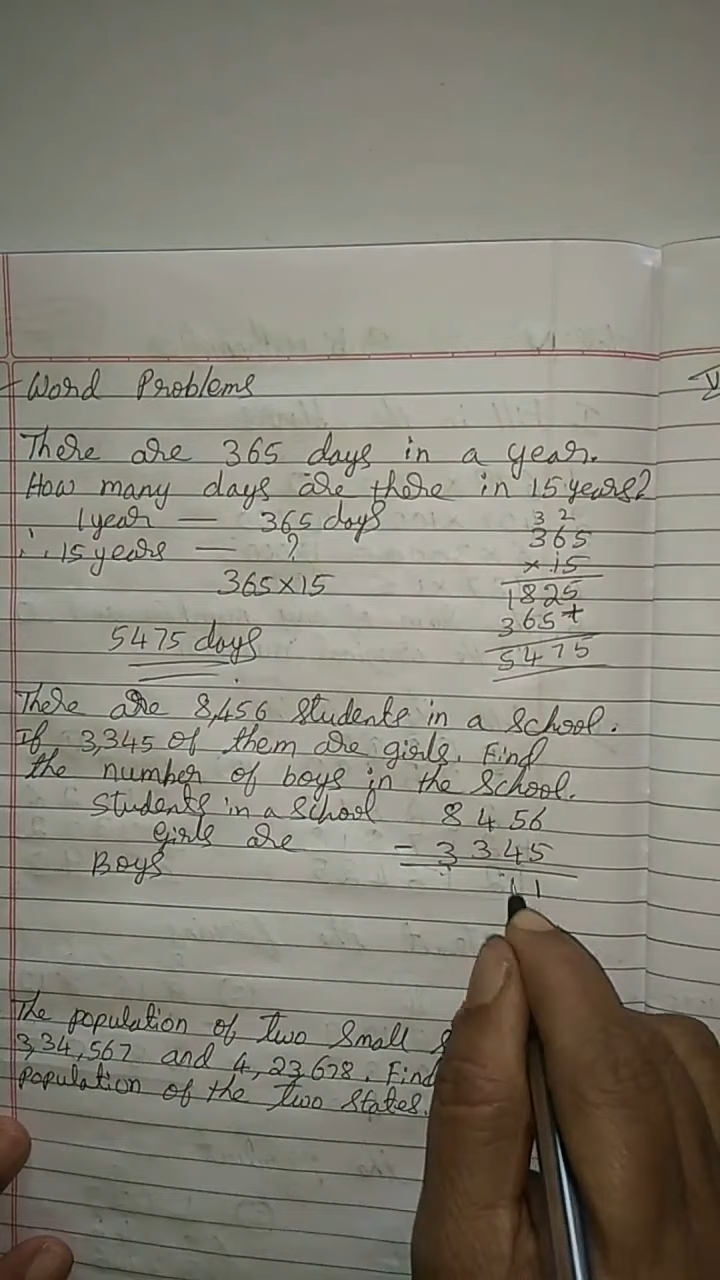 Word Problems
There are 365 days in a year.
How many days are there in 15 years?
1 year — 365 days
∴ 15 years — ?
365×15
3 2
365
×15
1825
365+
5475
5475 days
There are 8,456 students in a school.
If 3,345 of them are girls. Find
the number of boys in the school.
Students in a school 8456
Girls are - 3345
Boys 11
The population of two small
3,34,567 and 4,23,678. Find
population of the two states.